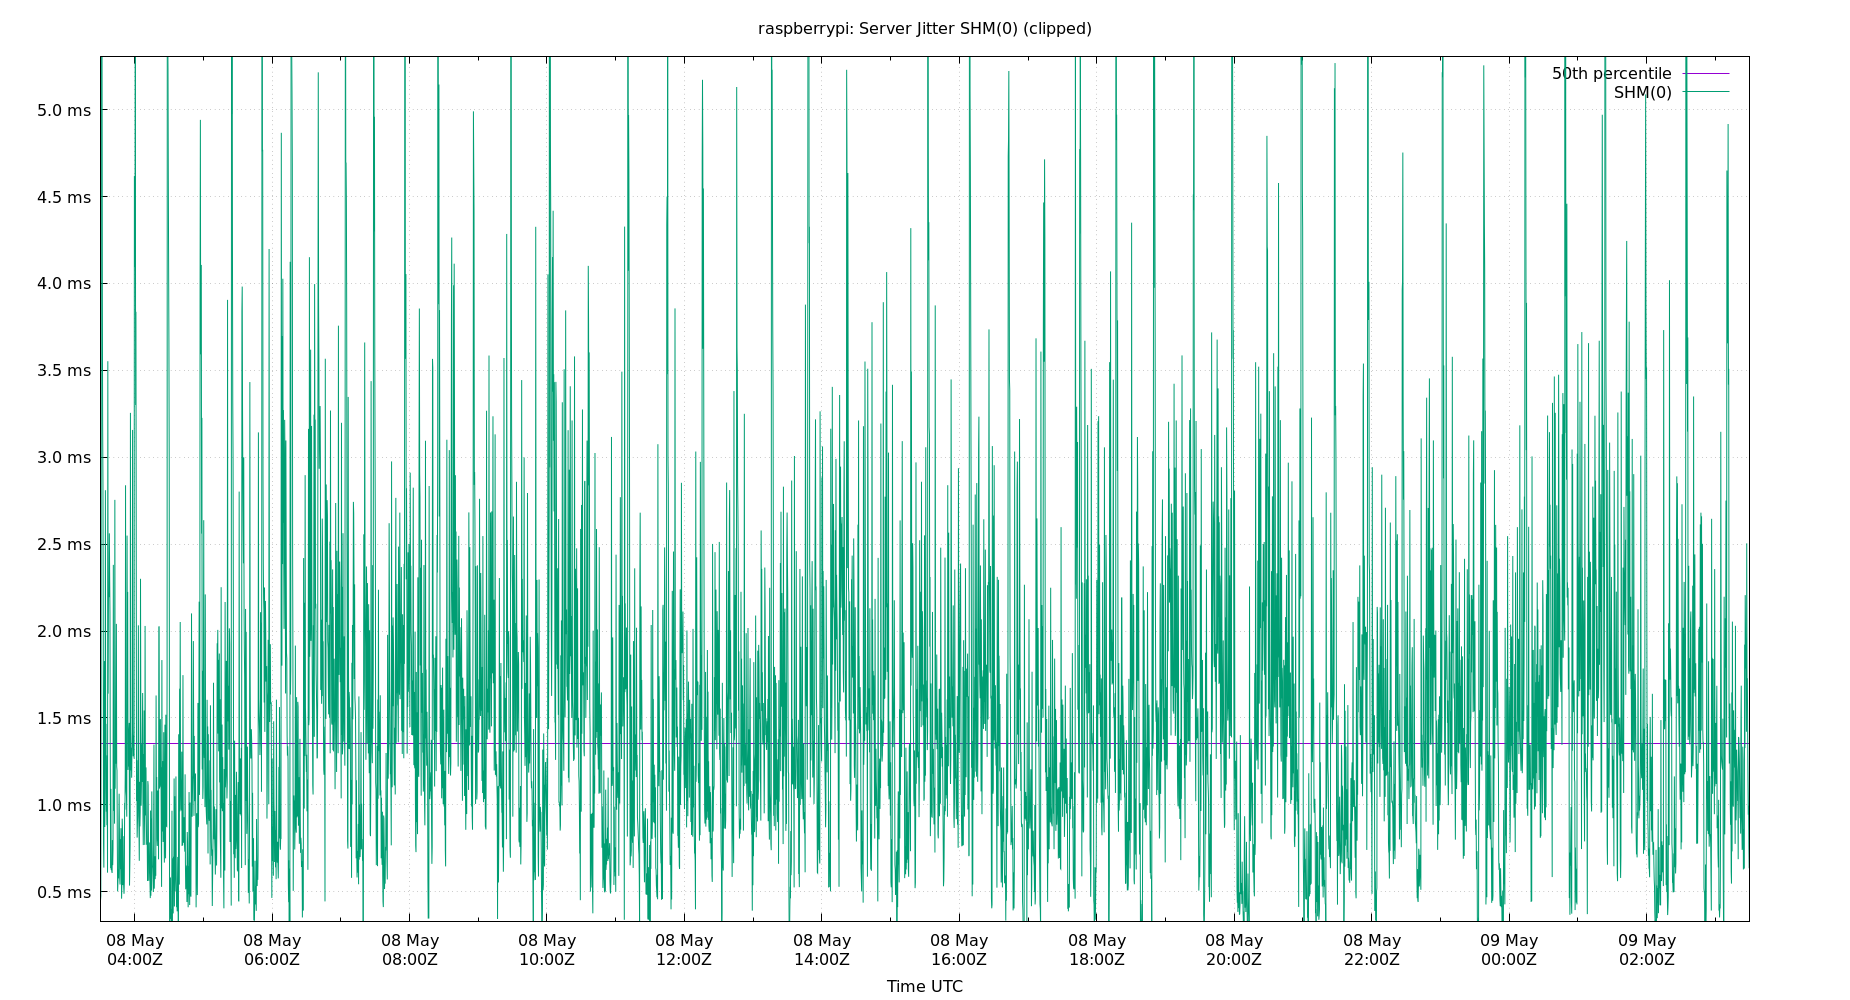 raspberrypi: Server Jitter SHM(0) (clipped)
50th percentile
SHM(0)
5.0 ms
4.5 ms
4.0 ms
3.5 ms
3.0 ms
2.5 ms
2.0 ms
1.5 ms
1.0 ms
0.5 ms
08 May 08 May 08 May 08 May 08 May 08 May 08 May 08 May 08 May 08 May 09 May 09 May
04:00Z 06:00Z 08:00Z 10:00Z 12:00Z 14:00Z 16:00Z 18:00Z 20:00Z 22:00Z 00:00Z 02:00Z
Time UTC